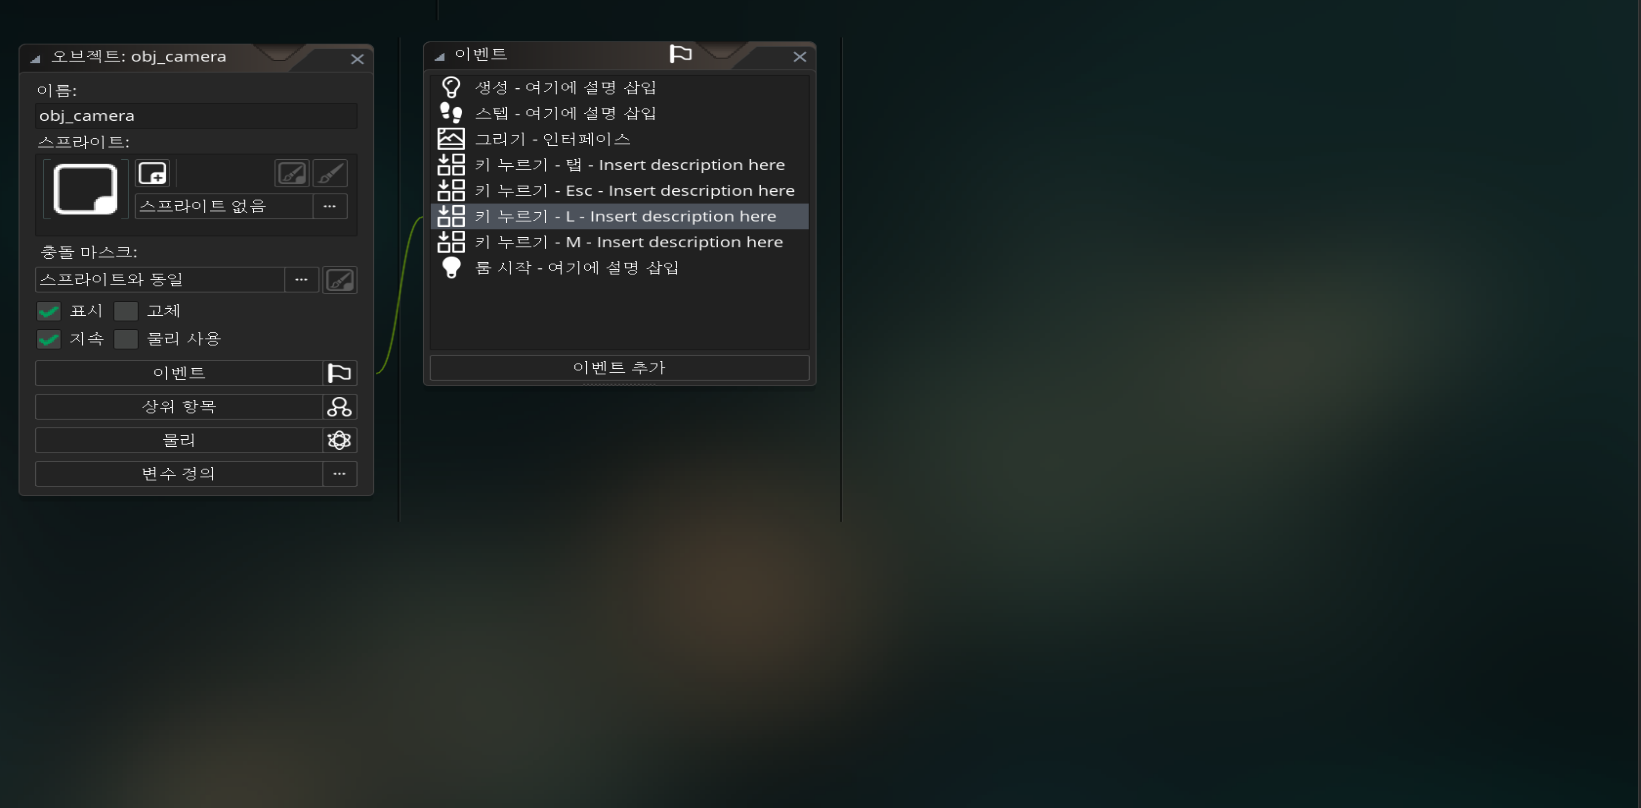 오브젝트: obj_camera
이름:
obj_camera
스프라이트:
스프라이트 없음
...
충돌 마스크:
스프라이트와 동일
...
표시
고체
지속
물리 사용
이벤트
상위 항목
물리
변수 정의
...
이벤트
생성 - 여기에 설명 삽입
스텝 - 여기에 설명 삽입
그리기 - 인터페이스
키 누르기 - 탭 - Insert description here
키 누르기 - Esc - Insert description here
키 누르기 - L - Insert description here
키 누르기 - M - Insert description here
룸 시작 - 여기에 설명 삽입
이벤트 추가